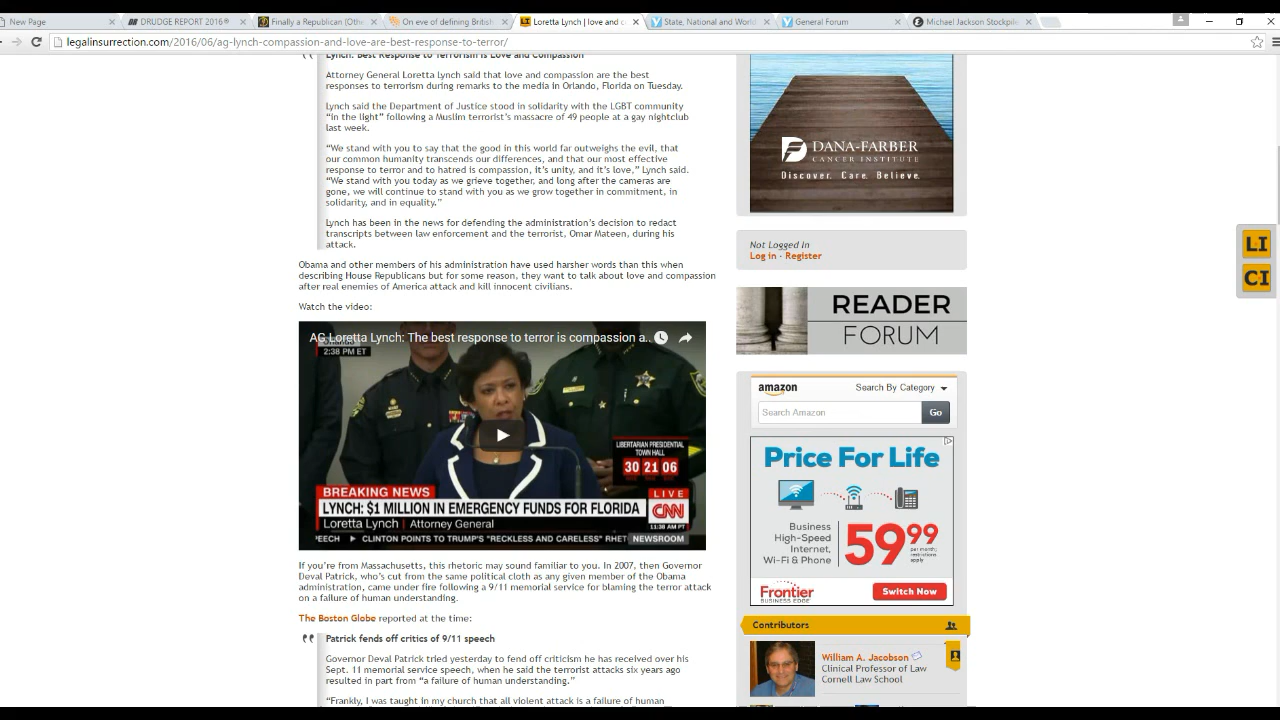 New Page
DRUDGE REPORT 2016®
Finally a Republican (Othe
On eve of defining British
Loretta Lynch | love and c
State, National and World
General Forum
Michael Jackson Stockpile
legalinsurrection.com/2016/06/ag-lynch-compassion-and-love-are-best-response-to-terror/
Lynch: Best Response to Terrorism is Love and Compassion
Attorney General Loretta Lynch said that love and compassion are the best
responses to terrorism during remarks to the media in Orlando, Florida on Tuesday.
Lynch said the Department of Justice stood in solidarity with the LGBT community
“in the light” following a Muslim terrorist’s massacre of 49 people at a gay nightclub
last week.
“We stand with you to say that the good in this world far outweighs the evil, that
our common humanity transcends our differences, and that our most effective
response to terror and to hatred is compassion, it’s unity, and it’s love,” Lynch said.
“We stand with you today as we grieve together, and long after the cameras are
gone, we will continue to stand with you as we grow together in commitment, in
solidarity, and in equality.”
Lynch has been in the news for defending the administration’s decision to redact
transcripts between law enforcement and the terrorist, Omar Mateen, during his
attack.
Obama and other members of his administration have used harsher words than this when
describing House Republicans but for some reason, they want to talk about love and compassion
after real enemies of America attack and kill innocent civilians.
Watch the video:
AG Loretta Lynch: The best response to terror is compassion a...
2:38 PM ET
LIBERTARIAN PRESIDENTIAL
TOWN HALL
30 21 06
BREAKING NEWS
LYNCH: $1 MILLION IN EMERGENCY FUNDS FOR FLORIDA
Loretta Lynch | Attorney General
LIVE
CNN
11:38 AM PT
PEECH ▶ CLINTON POINTS TO TRUMP'S "RECKLESS AND CARELESS" RHET
NEWSROOM
If you’re from Massachusetts, this rhetoric may sound familiar to you. In 2007, then Governor
Deval Patrick, who’s cut from the same political cloth as any given member of the Obama
administration, came under fire following a 9/11 memorial service for blaming the terror attack
on a failure of human understanding.
The Boston Globe reported at the time:
Patrick fends off critics of 9/11 speech
Governor Deval Patrick tried yesterday to fend off criticism he has received over his
Sept. 11 memorial service speech, when he said the terrorist attacks six years ago
resulted in part from “a failure of human understanding.”
“Frankly, I was taught in my church that all violent attack is a failure of human
DANA-FARBER
CANCER INSTITUTE
Discover. Care. Believe.
Not Logged In
Log in · Register
READER
FORUM
amazon
Search By Category
Search Amazon
Go
Price For Life
Business
High-Speed
Internet,
Wi-Fi & Phone
59.99
per month;
restrictions
apply
Frontier
BUSINESS EDGE
Switch Now
Contributors
William A. Jacobson
Clinical Professor of Law
Cornell Law School
LI
CI